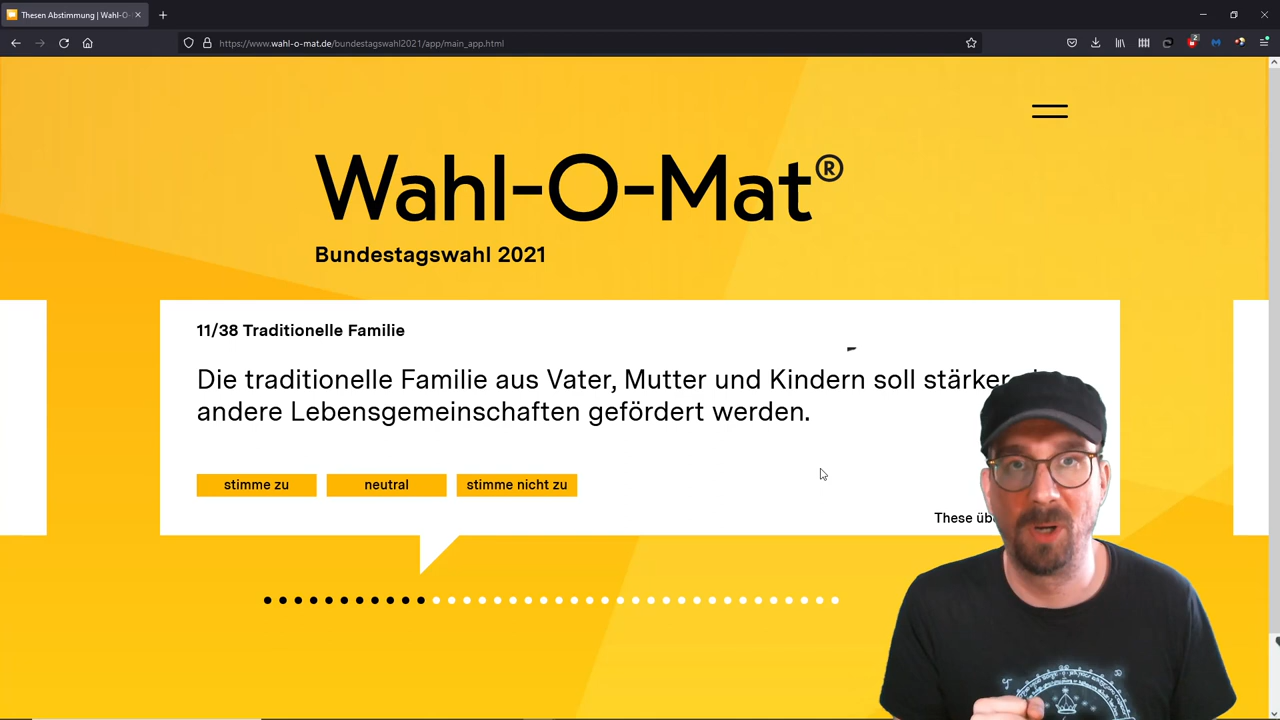 Thesen Abstimmung | Wahl-O-
https://www.wahl-o-mat.de/bundestagswahl2021/app/main_app.html
2
Wahl-O-Mat®
Bundestagswahl 2021
11/38 Traditionelle Familie
Die traditionelle Familie aus Vater, Mutter und Kindern soll stärker
andere Lebensgemeinschaften gefördert werden.
stimme zu
neutral
stimme nicht zu
These